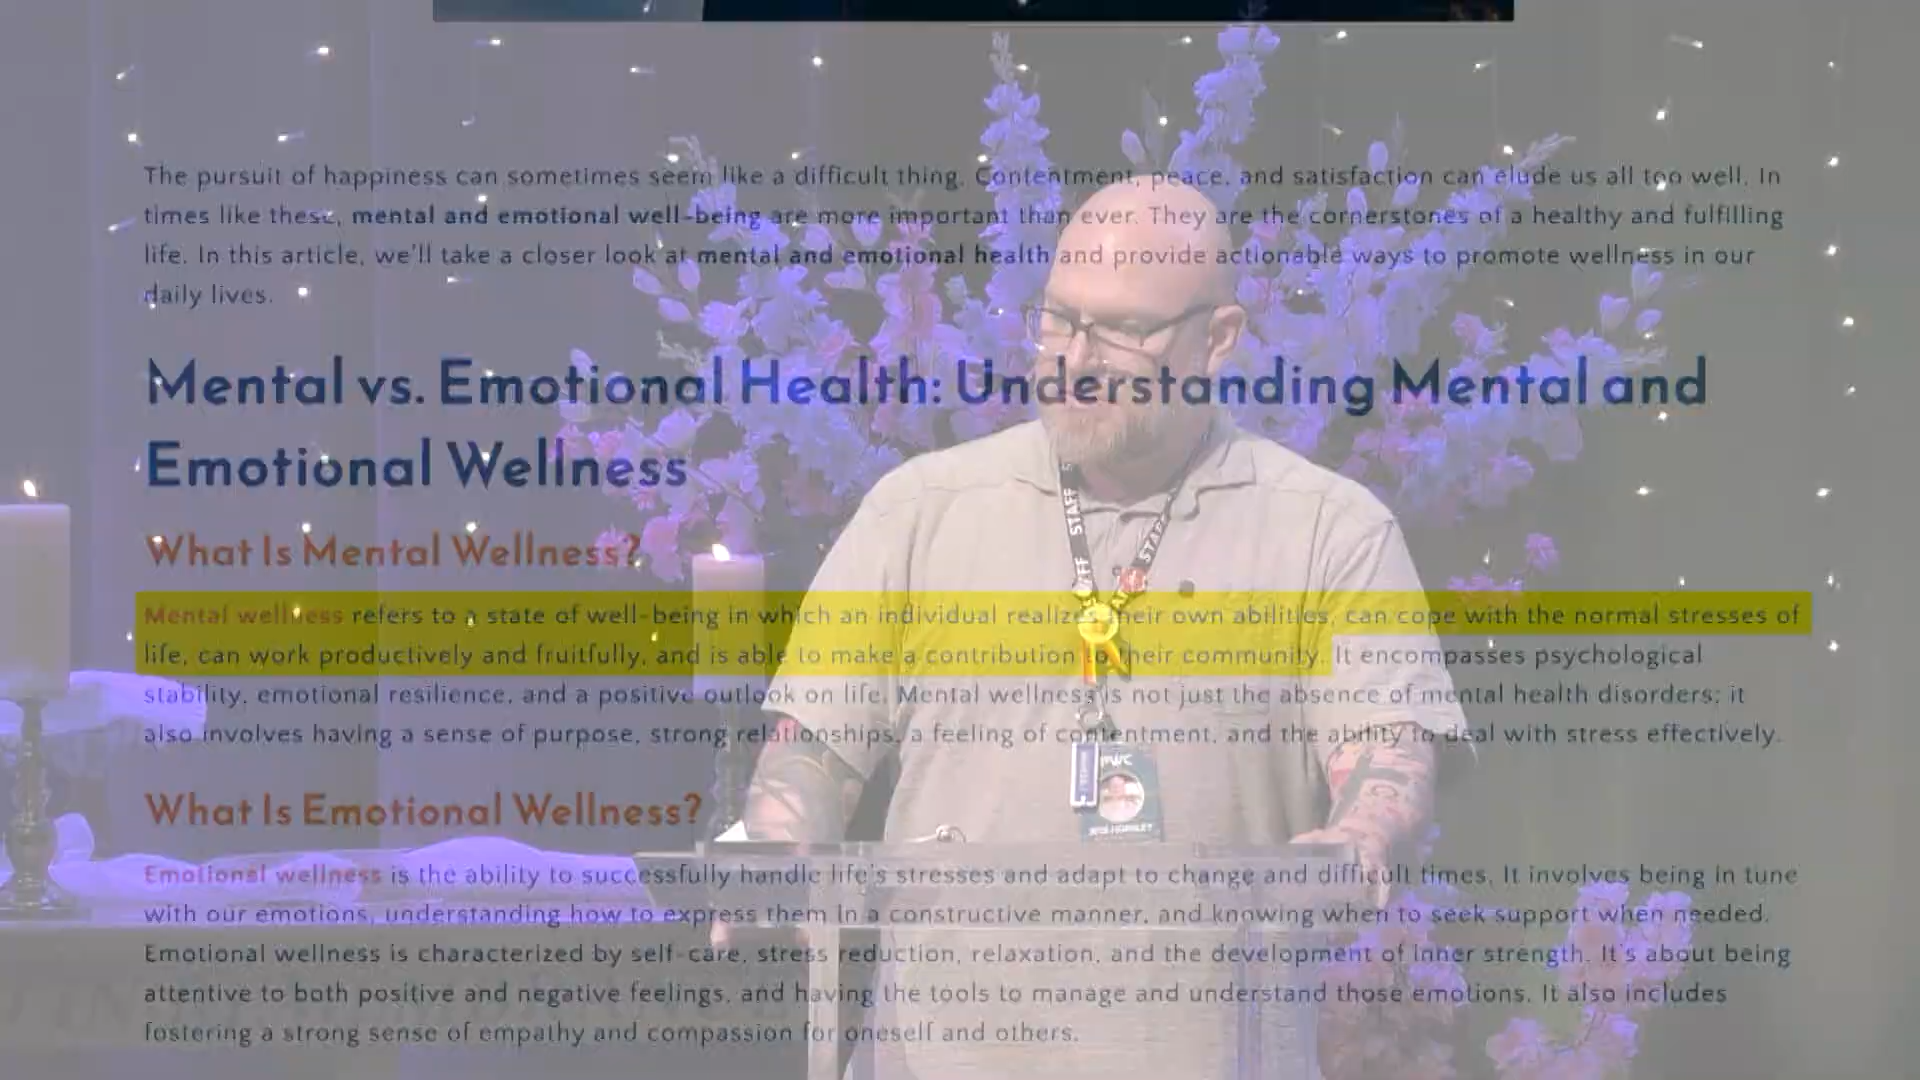 The pursuit of happiness can sometimes seem like a difficult thing. Contentment, peace, and satisfaction can elude us all too well. In
times like these, mental and emotional well-being are more important than ever. They are the cornerstones of a healthy and fulfilling
life. In this article, we'll take a closer look at mental and emotional health and provide actionable ways to promote wellness in our
daily lives.
Mental vs. Emotional Health: Understanding Mental and
Emotional Wellness
What Is Mental Wellness?
Mental wellness refers to a state of well-being in which an individual realizes their own abilities, can cope with the normal stresses of
life, can work productively and fruitfully, and is able to make a contribution to their community. It encompasses psychological
stability, emotional resilience, and a positive outlook on life. Mental wellness is not just the absence of mental health disorders; it
also involves having a sense of purpose, strong relationships, a feeling of contentment, and the ability to deal with stress effectively.
What Is Emotional Wellness?
Emotional wellness is the ability to successfully handle life's stresses and adapt to change and difficult times. It involves being in tune
with our emotions, understanding how to express them in a constructive manner, and knowing when to seek support when needed.
Emotional wellness is characterized by self-care, stress reduction, relaxation, and the development of inner strength. It's about being
attentive to both positive and negative feelings, and having the tools to manage and understand those emotions. It also includes
fostering a strong sense of empathy and compassion for oneself and others.
STAFF
STAFF